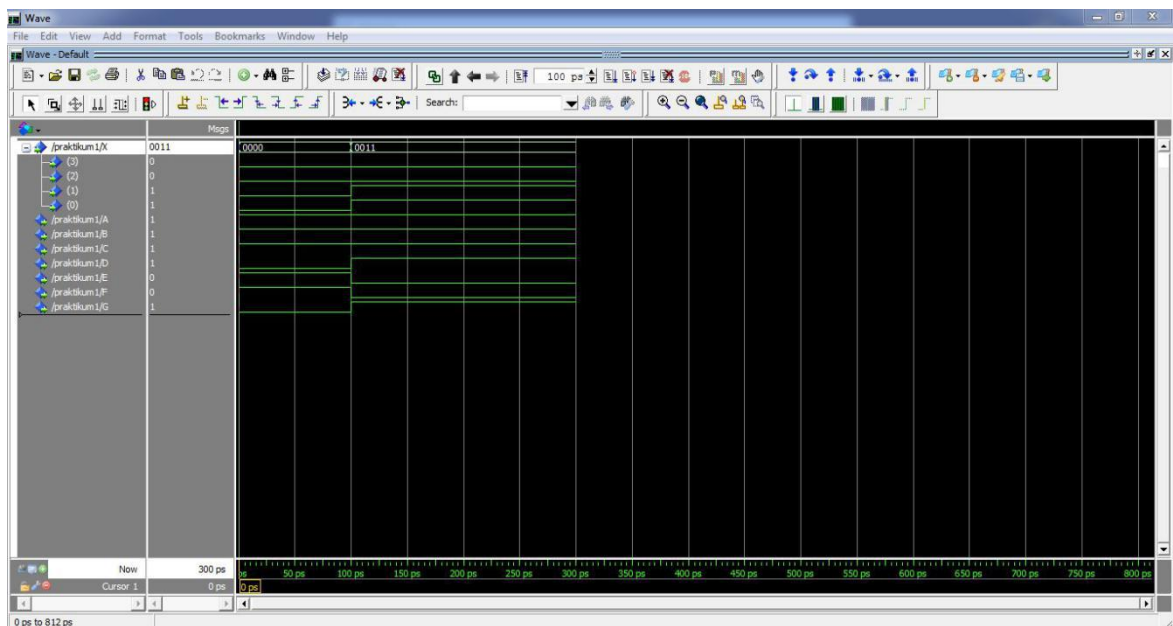 Wave
File Edit View Add Format Tools Bookmarks Window Help
Wave - Default
100 ps
Search:
Msgs
/praktikum1/X 0011 0000 0011
(3) 0
(2) 0
(1) 1
(0) 1
/praktikum1/A 1
/praktikum1/B 1
/praktikum1/C 1
/praktikum1/D 1
/praktikum1/E 0
/praktikum1/F 0
/praktikum1/G 1
Now 300 ps
ps 50 ps 100 ps 150 ps 200 ps 250 ps 300 ps 350 ps 400 ps 450 ps 500 ps 550 ps 600 ps 650 ps 700 ps 750 ps 800 ps
Cursor 1 0 ps 0 ps
0 ps to 812 ps